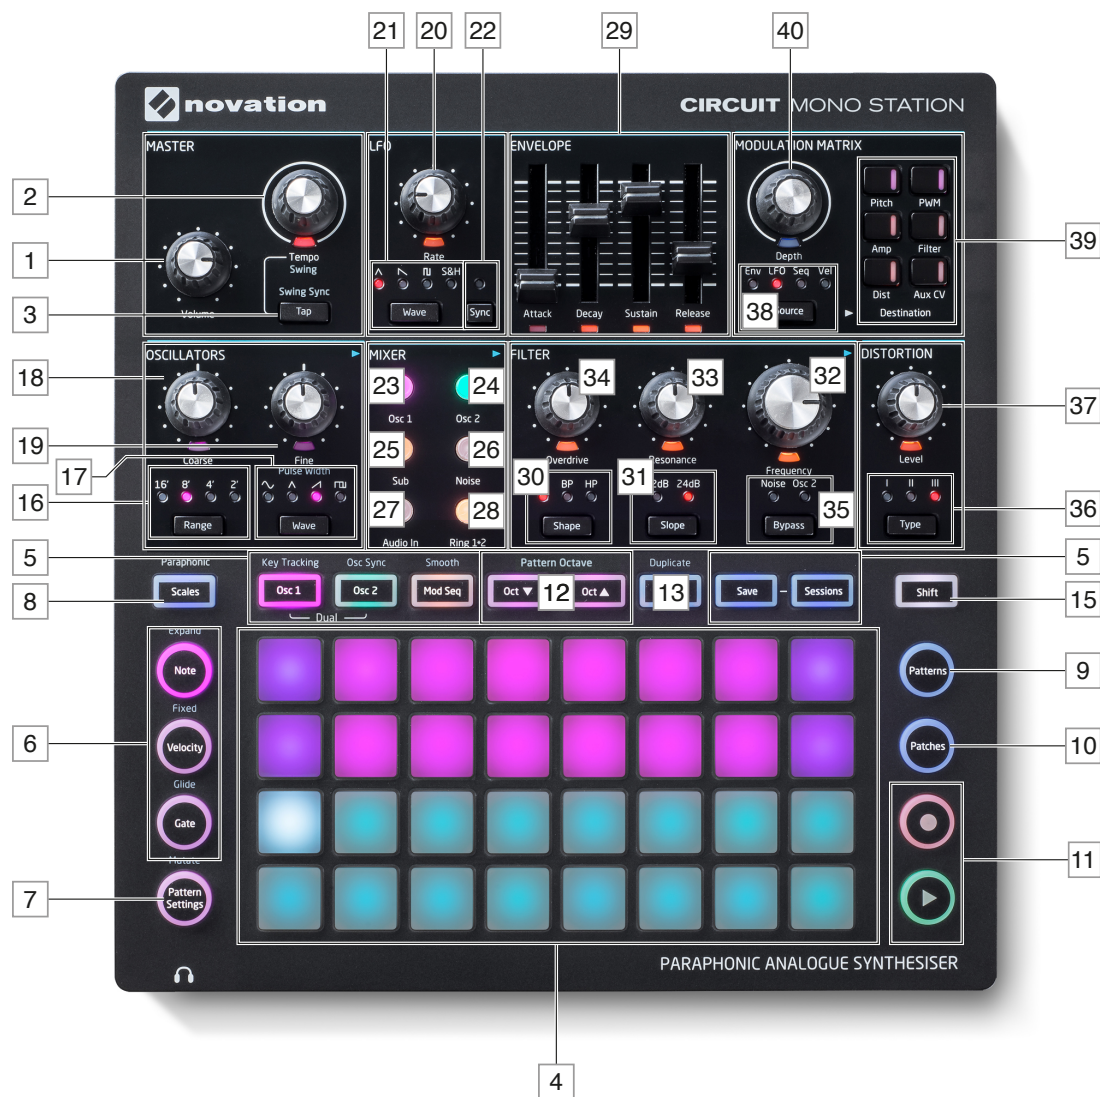 21 20 22 29 40
novation
CIRCUIT MONO STATION
MASTER
LFO
ENVELOPE
MODULATION MATRIX
2
1
3
Tempo
Swing
Swing Sync
Tap
Volume
Rate
S&H
Wave
Sync
Attack Decay Sustain Release
Depth
Env LFO Seq Vel
38
Pitch PWM
Amp Filter
Dist Aux CV
Destination
39
OSCILLATORS
MIXER
FILTER
DISTORTION
18
19
17
16
Coarse
Fine
Pulse Width
16' 8' 4' 2'
Range
Wave
23 24
Osc 1 Osc 2
25 26
Sub Noise
27 28
Audio In Ring 1*2
34 33 32
Overdrive Resonance Frequency
30 BP HP
Shape
31 24dB
Slope
Noise Osc 2
Bypass 35
37
Level
I II III
Type
36
5
8
Paraphonic
Scales
Key Tracking Osc Sync Smooth
Osc 1 Osc 2 Mod Seq
Dual
Pattern Octave
Oct ▼ 12 Oct ▲
Duplicate
13
Save - Sessions
5
Shift
15
Expand
Note
Fixed
Velocity
6
Glide
Gate
Mutate
Pattern
Settings
7
Patterns
9
Patches
10
11
PARAPHONIC ANALOGUE SYNTHESISER
4